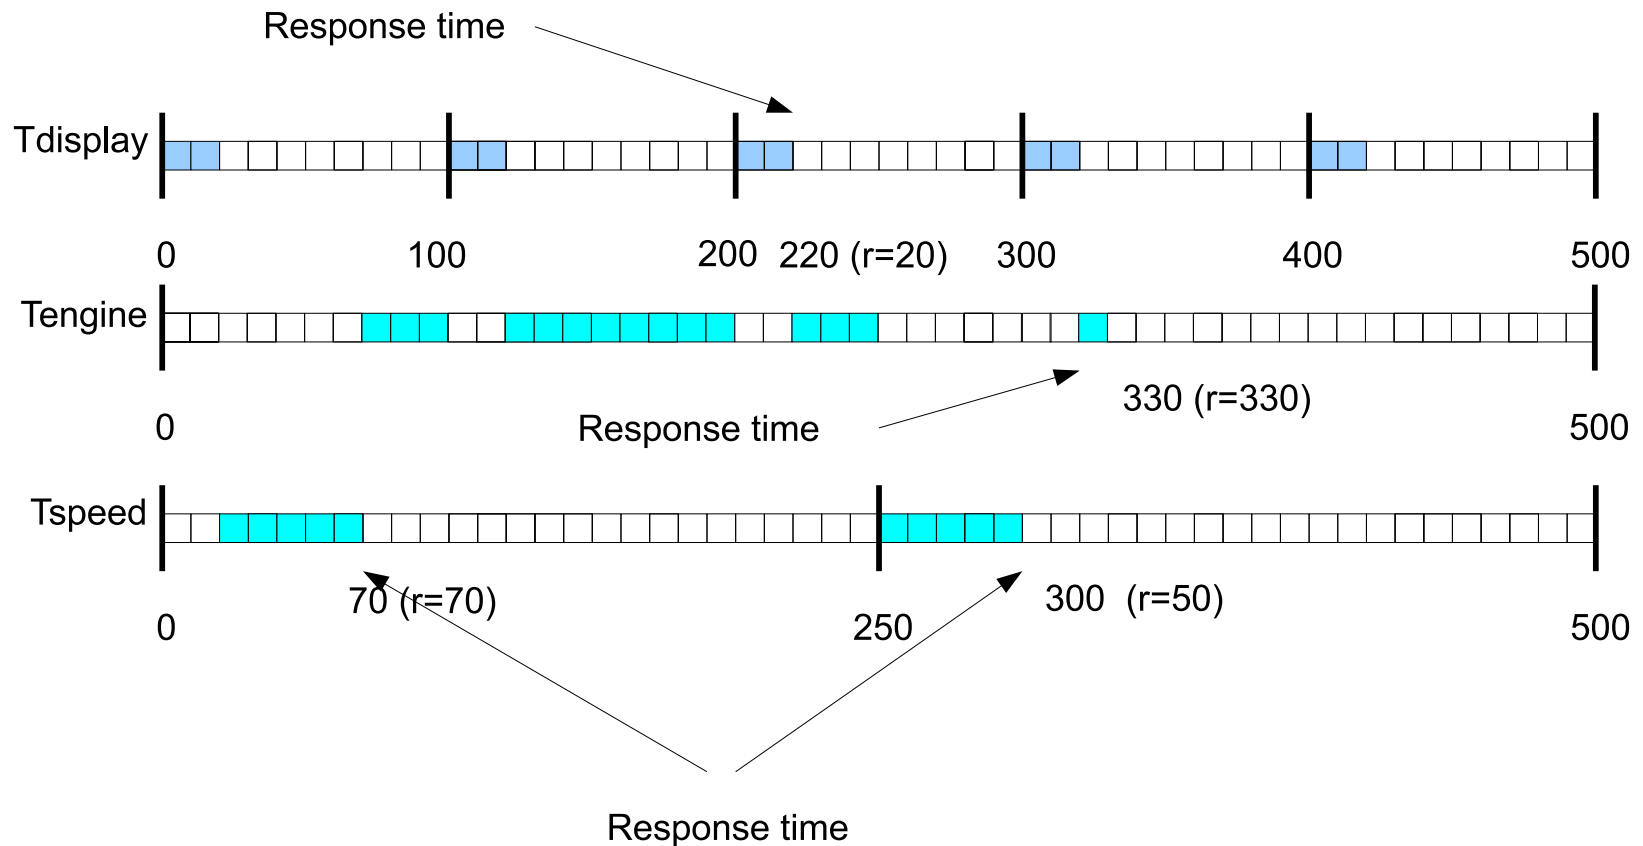 Response time
Tdisplay
0 100 200 220 (r=20) 300 400 500
Tengine
330 (r=330)
0 Response time 500
Tspeed
70 (r=70) 300 (r=50)
0 250 500
Response time